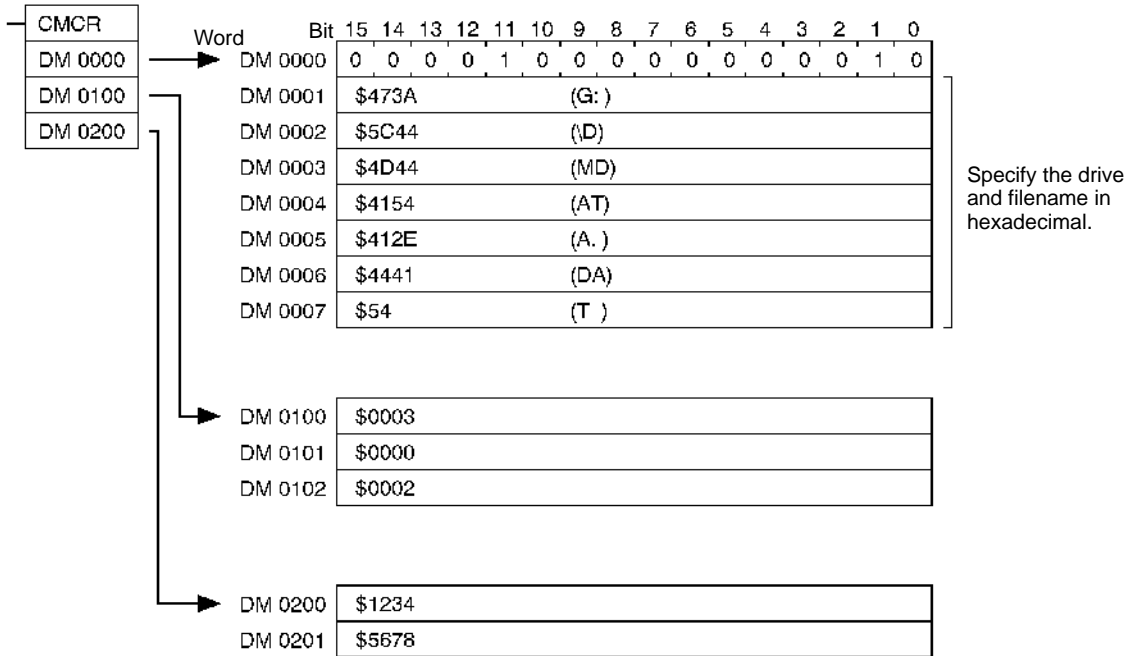 CMCR
DM 0000
DM 0100
DM 0200
Word Bit 15 14 13 12 11 10 9 8 7 6 5 4 3 2 1 0
DM 0000 0 0 0 0 1 0 0 0 0 0 0 0 0 0 1 0
DM 0001 $473A (G: )
DM 0002 $5C44 (\D)
DM 0003 $4D44 (MD)
DM 0004 $4154 (AT)
DM 0005 $412E (A. )
DM 0006 $4441 (DA)
DM 0007 $54 (T )
Specify the drive
and filename in
hexadecimal.
DM 0100 $0003
DM 0101 $0000
DM 0102 $0002
DM 0200 $1234
DM 0201 $5678